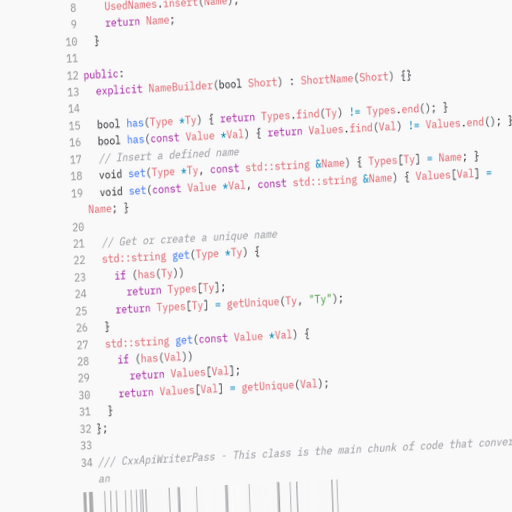 8 UsedNames.insert(Name);
9 return Name;
10 }
11
12 public:
13 explicit NameBuilder(bool Short) : ShortName(Short) {}
14
15 bool has(Type *Ty) { return Types.find(Ty) != Types.end(); }
16 bool has(const Value *Val) { return Values.find(Val) != Values.end(); }
17 // Insert a defined name
18 void set(Type *Ty, const std::string &Name) { Types[Ty] = Name; }
19 void set(const Value *Val, const std::string &Name) { Values[Val] =
Name; }
20
21 // Get or create a unique name
22 std::string get(Type *Ty) {
23 if (has(Ty))
24 return Types[Ty];
25 return Types[Ty] = getUnique(Ty, "Ty");
26 }
27 std::string get(const Value *Val) {
28 if (has(Val))
29 return Values[Val];
30 return Values[Val] = getUnique(Val);
31 }
32 };
33
34 /// CxxApiWriterPass - This class is the main chunk of code that
an